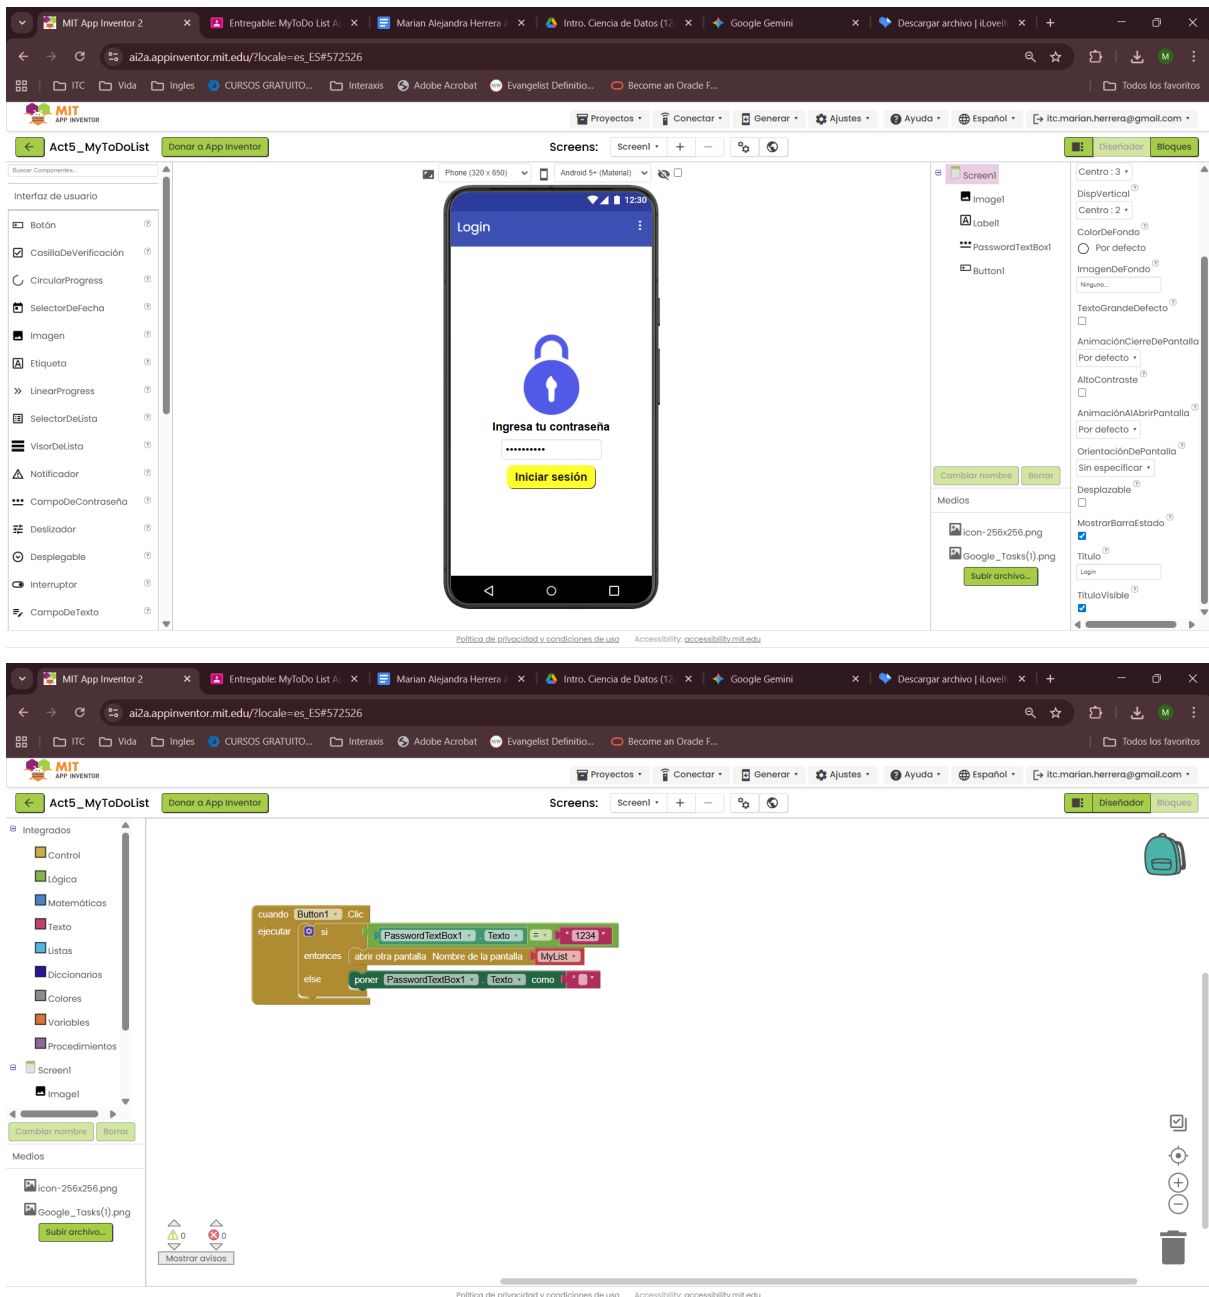 MIT App Inventor 2
Entregable: MyToDo List A
Marian Alejandra Herrera
Intro. Ciencia de Datos (12
Google Gemini
Descargar archivo | iLoveI
ai2a.appinventor.mit.edu/?locale=es_ES#572526
M
ITC
Vida
Ingles
CURSOS GRATUITO...
Interaxis
Adobe Acrobat
Evangelist Definitio...
Become an Oracle F...
Todos los favoritos
MIT
APP INVENTOR
Proyectos
Conectar
Generar
Ajustes
Ayuda
Español
itc.marian.herrera@gmail.com
Act5_MyToDoList
Donar a App Inventor
Screens:
Screen1
Diseñador
Bloques
Buscar Componentes...
Interfaz de usuario
Botón
CasillaDeVerificación
CircularProgress
SelectorDeFecha
Imagen
Etiqueta
LinearProgress
SelectorDeLista
VisorDeLista
Notificador
CampoDeContraseña
Deslizador
Desplegable
Interruptor
CampoDeTexto
Phone (320 x 650)
Android 5+ (Material)
12:30
Login
Ingresa tu contraseña
••••••••••
Iniciar sesión
Screen1
Image1
Label1
PasswordTextBox1
Button1
Cambiar nombre
Borrar
Medios
icon-256x256.png
Google_Tasks(1).png
Subir archivo...
Centro : 3
DispVertical
Centro : 2
ColorDeFondo
Por defecto
ImagenDeFondo
Ninguno...
TextoGrandeDefecto
AnimaciónCierreDePantalla
Por defecto
AltoContraste
AnimaciónAlAbrirPantalla
Por defecto
OrientaciónDePantalla
Sin especificar
Desplazable
MostrarBarraEstado
Título
Login
TítuloVisible
Política de privacidad y condiciones de uso
Accessibility: accessibility.mit.edu
MIT App Inventor 2
Entregable: MyToDo List A
Marian Alejandra Herrera
Intro. Ciencia de Datos (12
Google Gemini
Descargar archivo | iLoveI
ai2a.appinventor.mit.edu/?locale=es_ES#572526
M
ITC
Vida
Ingles
CURSOS GRATUITO...
Interaxis
Adobe Acrobat
Evangelist Definitio...
Become an Oracle F...
Todos los favoritos
MIT
APP INVENTOR
Proyectos
Conectar
Generar
Ajustes
Ayuda
Español
itc.marian.herrera@gmail.com
Act5_MyToDoList
Donar a App Inventor
Screens:
Screen1
Diseñador
Bloques
Integrados
Control
Lógica
Matemáticas
Texto
Listas
Diccionarios
Colores
Variables
Procedimientos
Screen1
Image1
Cambiar nombre
Borrar
Medios
icon-256x256.png
Google_Tasks(1).png
Subir archivo...
cuando Button1 .Clic
ejecutar si PasswordTextBox1 . Texto = " 1234 "
entonces abrir otra pantalla Nombre de la pantalla MyList
else poner PasswordTextBox1 . Texto como " "
0
0
Mostrar avisos
Política de privacidad y condiciones de uso
Accessibility: accessibility.mit.edu